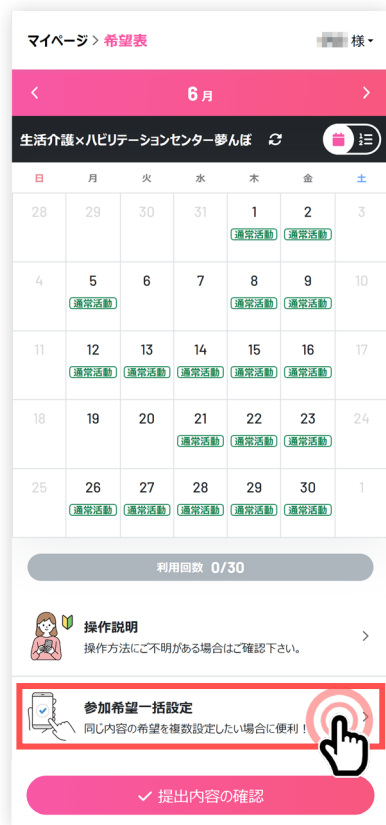 マイページ > 希望表 様
6月
生活介護×ハビリテーションセンター夢んぼ
日 月 火 水 木 金 土
28 29 30 31 1 2 3
通常活動 通常活動
4 5 6 7 8 9 10
通常活動 通常活動 通常活動
11 12 13 14 15 16 17
通常活動 通常活動 通常活動 通常活動 通常活動
18 19 20 21 22 23 24
通常活動 通常活動 通常活動
25 26 27 28 29 30 1
通常活動 通常活動 通常活動 通常活動 通常活動
利用回数 0/30
操作説明
操作方法にご不明がある場合はご確認下さい。
参加希望一括設定
同じ内容の希望を複数設定したい場合に便利！
提出内容の確認